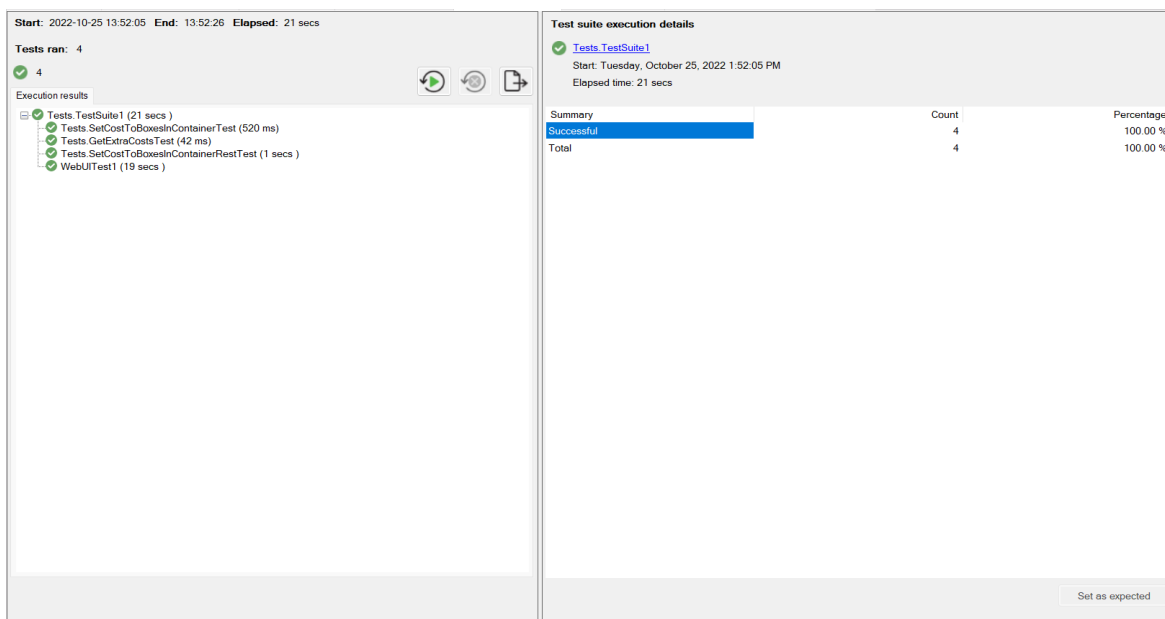 Start: 2022-10-25 13:52:05 End: 13:52:26 Elapsed: 21 secs
Tests ran: 4
4
Execution results
Tests.TestSuite1 (21 secs )
Tests.SetCostToBoxesInContainerTest (520 ms)
Tests.GetExtraCostsTest (42 ms)
Tests.SetCostToBoxesInContainerRestTest (1 secs )
WebUITest1 (19 secs )
Test suite execution details
Tests.TestSuite1
Start: Tuesday, October 25, 2022 1:52:05 PM
Elapsed time: 21 secs
Summary Count Percentage
Successful 4 100.00 %
Total 4 100.00 %
Set as expected